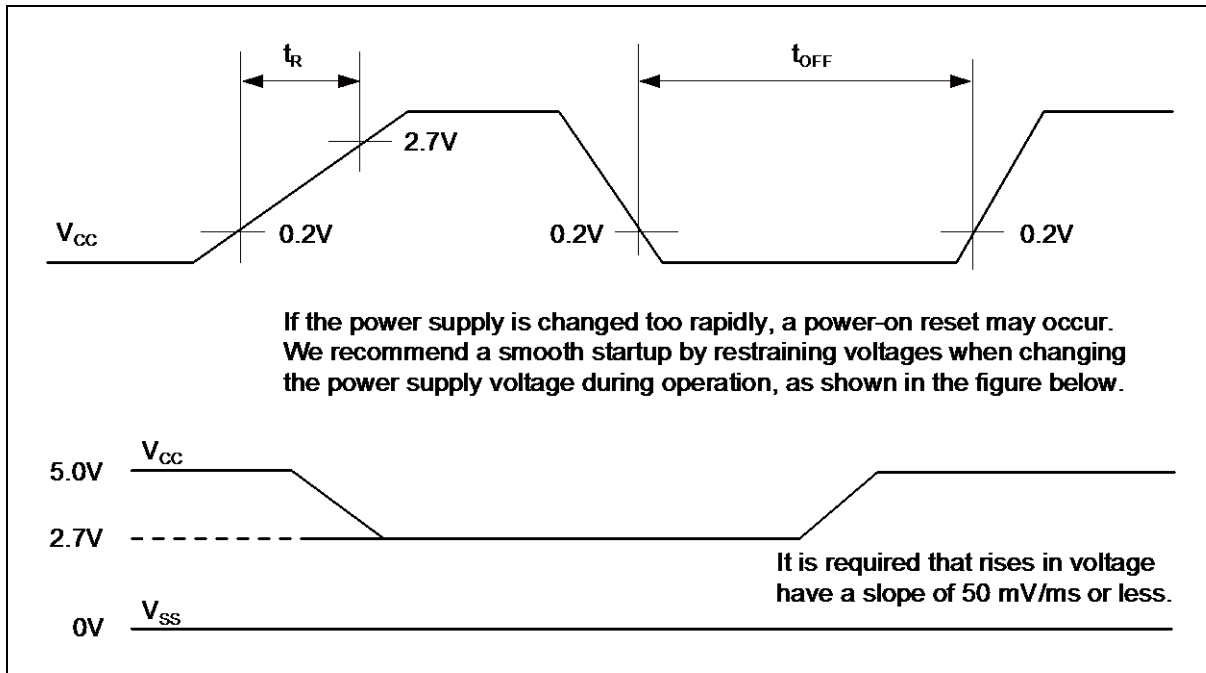 tR
tOFF
2.7V
VCC
0.2V
0.2V
0.2V
If the power supply is changed too rapidly, a power-on reset may occur.
We recommend a smooth startup by restraining voltages when changing
the power supply voltage during operation, as shown in the figure below.
VCC
5.0V
2.7V
It is required that rises in voltage
have a slope of 50 mV/ms or less.
VSS
0V